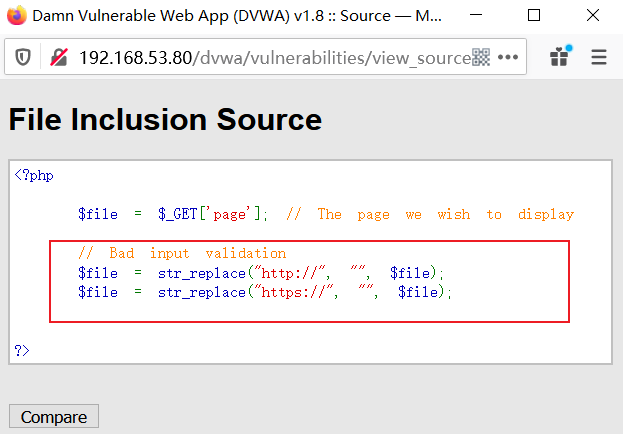 Damn Vulnerable Web App (DVWA) v1.8 :: Source — M...
192.168.53.80/dvwa/vulnerabilities/view_source
File Inclusion Source
<?php
$file = $_GET['page']; // The page we wish to display
// Bad input validation
$file = str_replace("http://", "", $file);
$file = str_replace("https://", "", $file);
?>
Compare